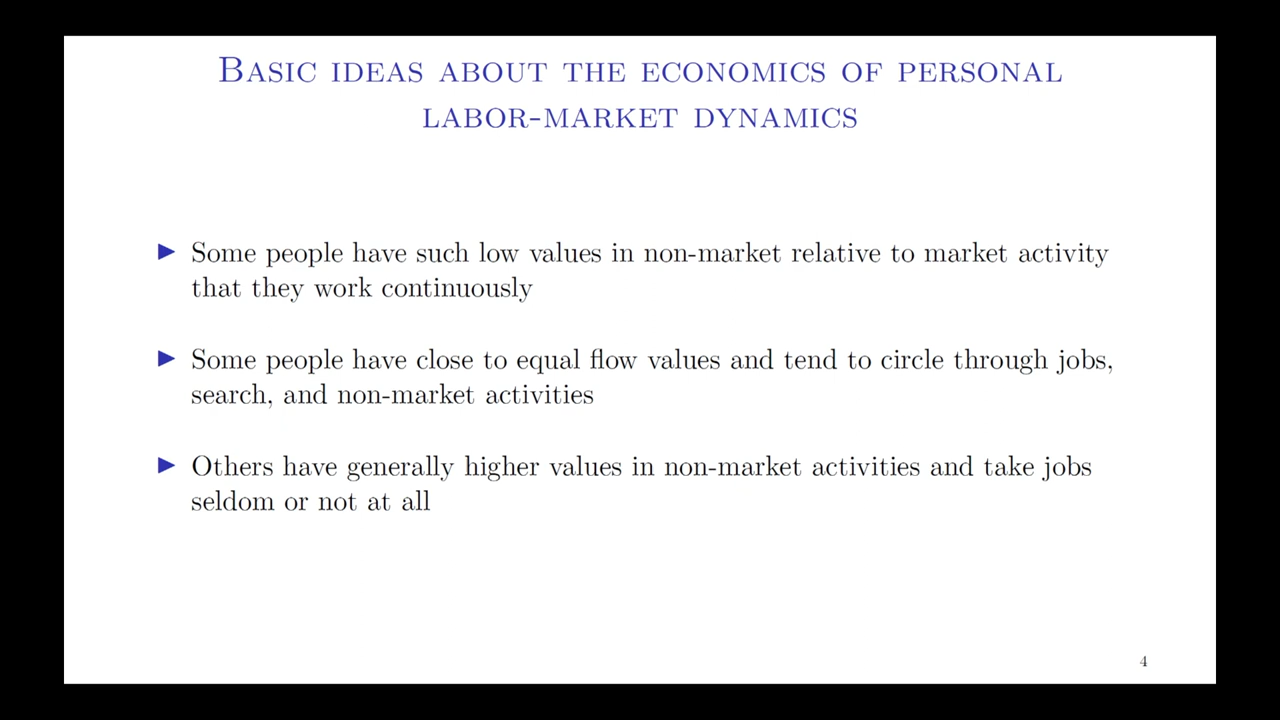 Basic ideas about the economics of personal
labor-market dynamics
▶ Some people have such low values in non-market relative to market activity
that they work continuously
▶ Some people have close to equal flow values and tend to circle through jobs,
search, and non-market activities
▶ Others have generally higher values in non-market activities and take jobs
seldom or not at all
4